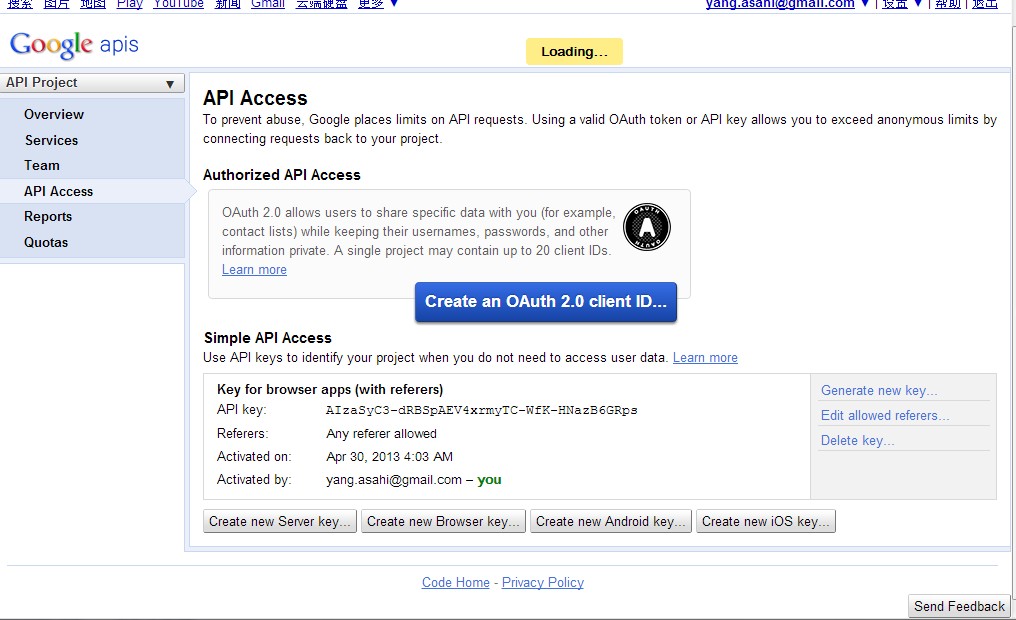 搜索 图片 地图 Play YouTube 新闻 Gmail 云端硬盘 更多 ▼
yang.asahi@gmail.com ▼ | 设置 ▼ | 帮助 | 退出
Google apis
Loading...
API Project ▼
Overview
Services
Team
API Access
Reports
Quotas
API Access
To prevent abuse, Google places limits on API requests. Using a valid OAuth token or API key allows you to exceed anonymous limits by
connecting requests back to your project.
Authorized API Access
OAuth 2.0 allows users to share specific data with you (for example,
contact lists) while keeping their usernames, passwords, and other
information private. A single project may contain up to 20 client IDs.
Learn more
OAUTH
A
OAUTH
Create an OAuth 2.0 client ID...
Simple API Access
Use API keys to identify your project when you do not need to access user data. Learn more
Key for browser apps (with referers)
API key: AIzaSyC3-dRBSpAEV4xrmyTC-WfK-HNazB6GRps
Referers: Any referer allowed
Activated on: Apr 30, 2013 4:03 AM
Activated by: yang.asahi@gmail.com – you
Generate new key...
Edit allowed referers...
Delete key...
Create new Server key... Create new Browser key... Create new Android key... Create new iOS key...
Code Home - Privacy Policy
Send Feedback